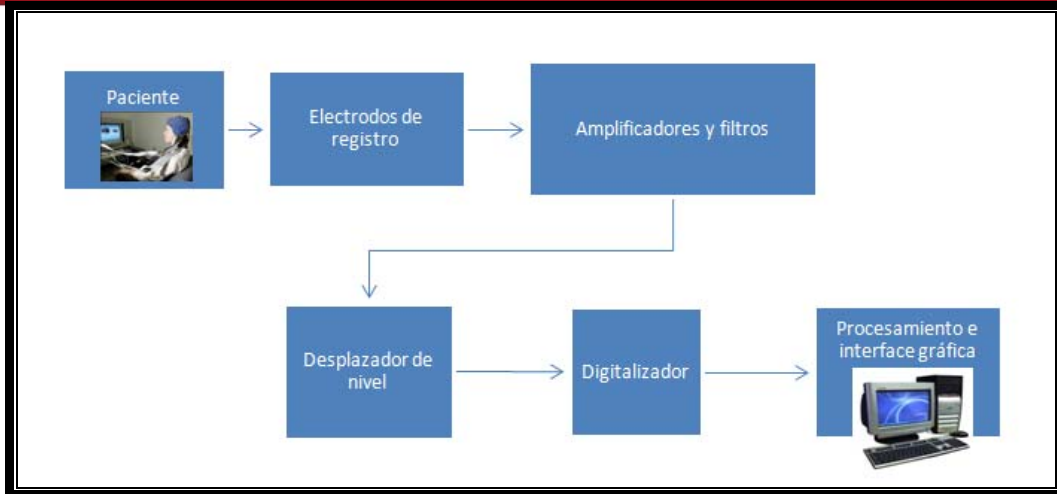 Paciente
Electrodos de
registro
Amplificadores y filtros
Desplazador de
nivel
Digitalizador
Procesamiento e
interface gráfica